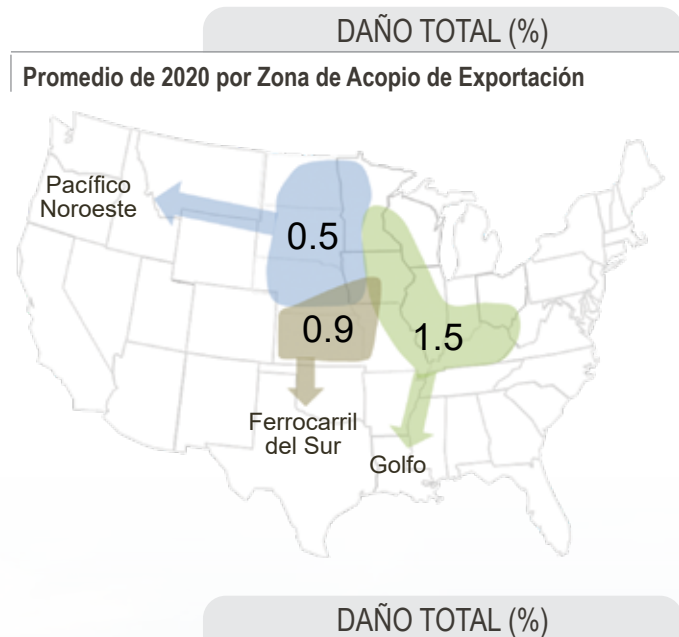 DAÑO TOTAL (%)
Promedio de 2020 por Zona de Acopio de Exportación
Pacífico
Noroeste
0.5
0.9
1.5
Ferrocarril
del Sur
Golfo
DAÑO TOTAL (%)